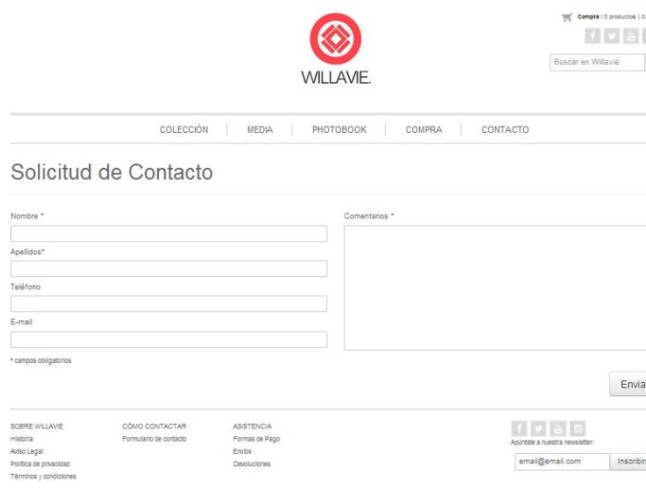 Compra ( 0 productos | 0,
Buscar en Willavie
WILLAVIE.
COLECCIÓN
MEDIA
PHOTOBOOK
COMPRA
CONTACTO
Solicitud de Contacto
Nombre *
Apellidos*
Teléfono
E-mail
* campos obligatorios
Comentarios *
Envia
SOBRE WILLAVIE
Historia
Aviso Legal
Política de privacidad
Términos y condiciones
CÓMO CONTACTAR
Formulario de contacto
ASISTENCIA
Formas de Pago
Envíos
Devoluciones
Apúntate a nuestra newsletter:
email@email.com
Inscribir